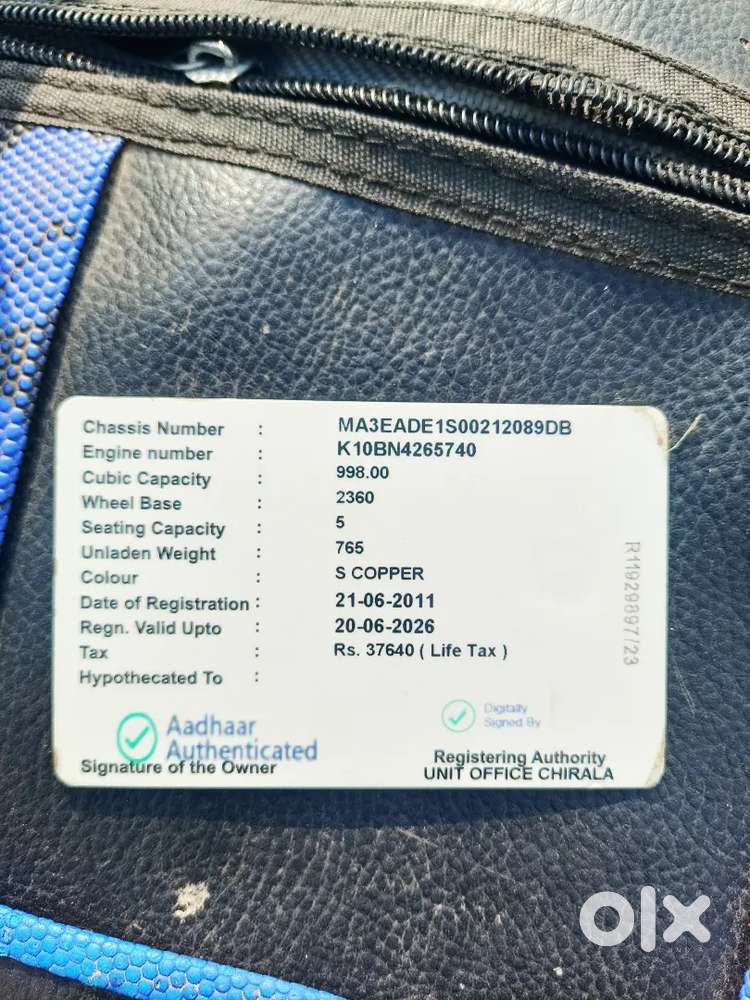 Chassis Number : MA3EADE1S00212089DB
Engine number : K10BN4265740
Cubic Capacity : 998.00
Wheel Base : 2360
Seating Capacity : 5
Unladen Weight : 765
Colour : S COPPER
Date of Registration : 21-06-2011
Regn. Valid Upto : 20-06-2026
Tax : Rs. 37640 ( Life Tax )
Hypothecated To :
R11929897/23
Aadhaar
Authenticated
Signature of the Owner
Digitally
Signed By
Registering Authority
UNIT OFFICE CHIRALA
olx